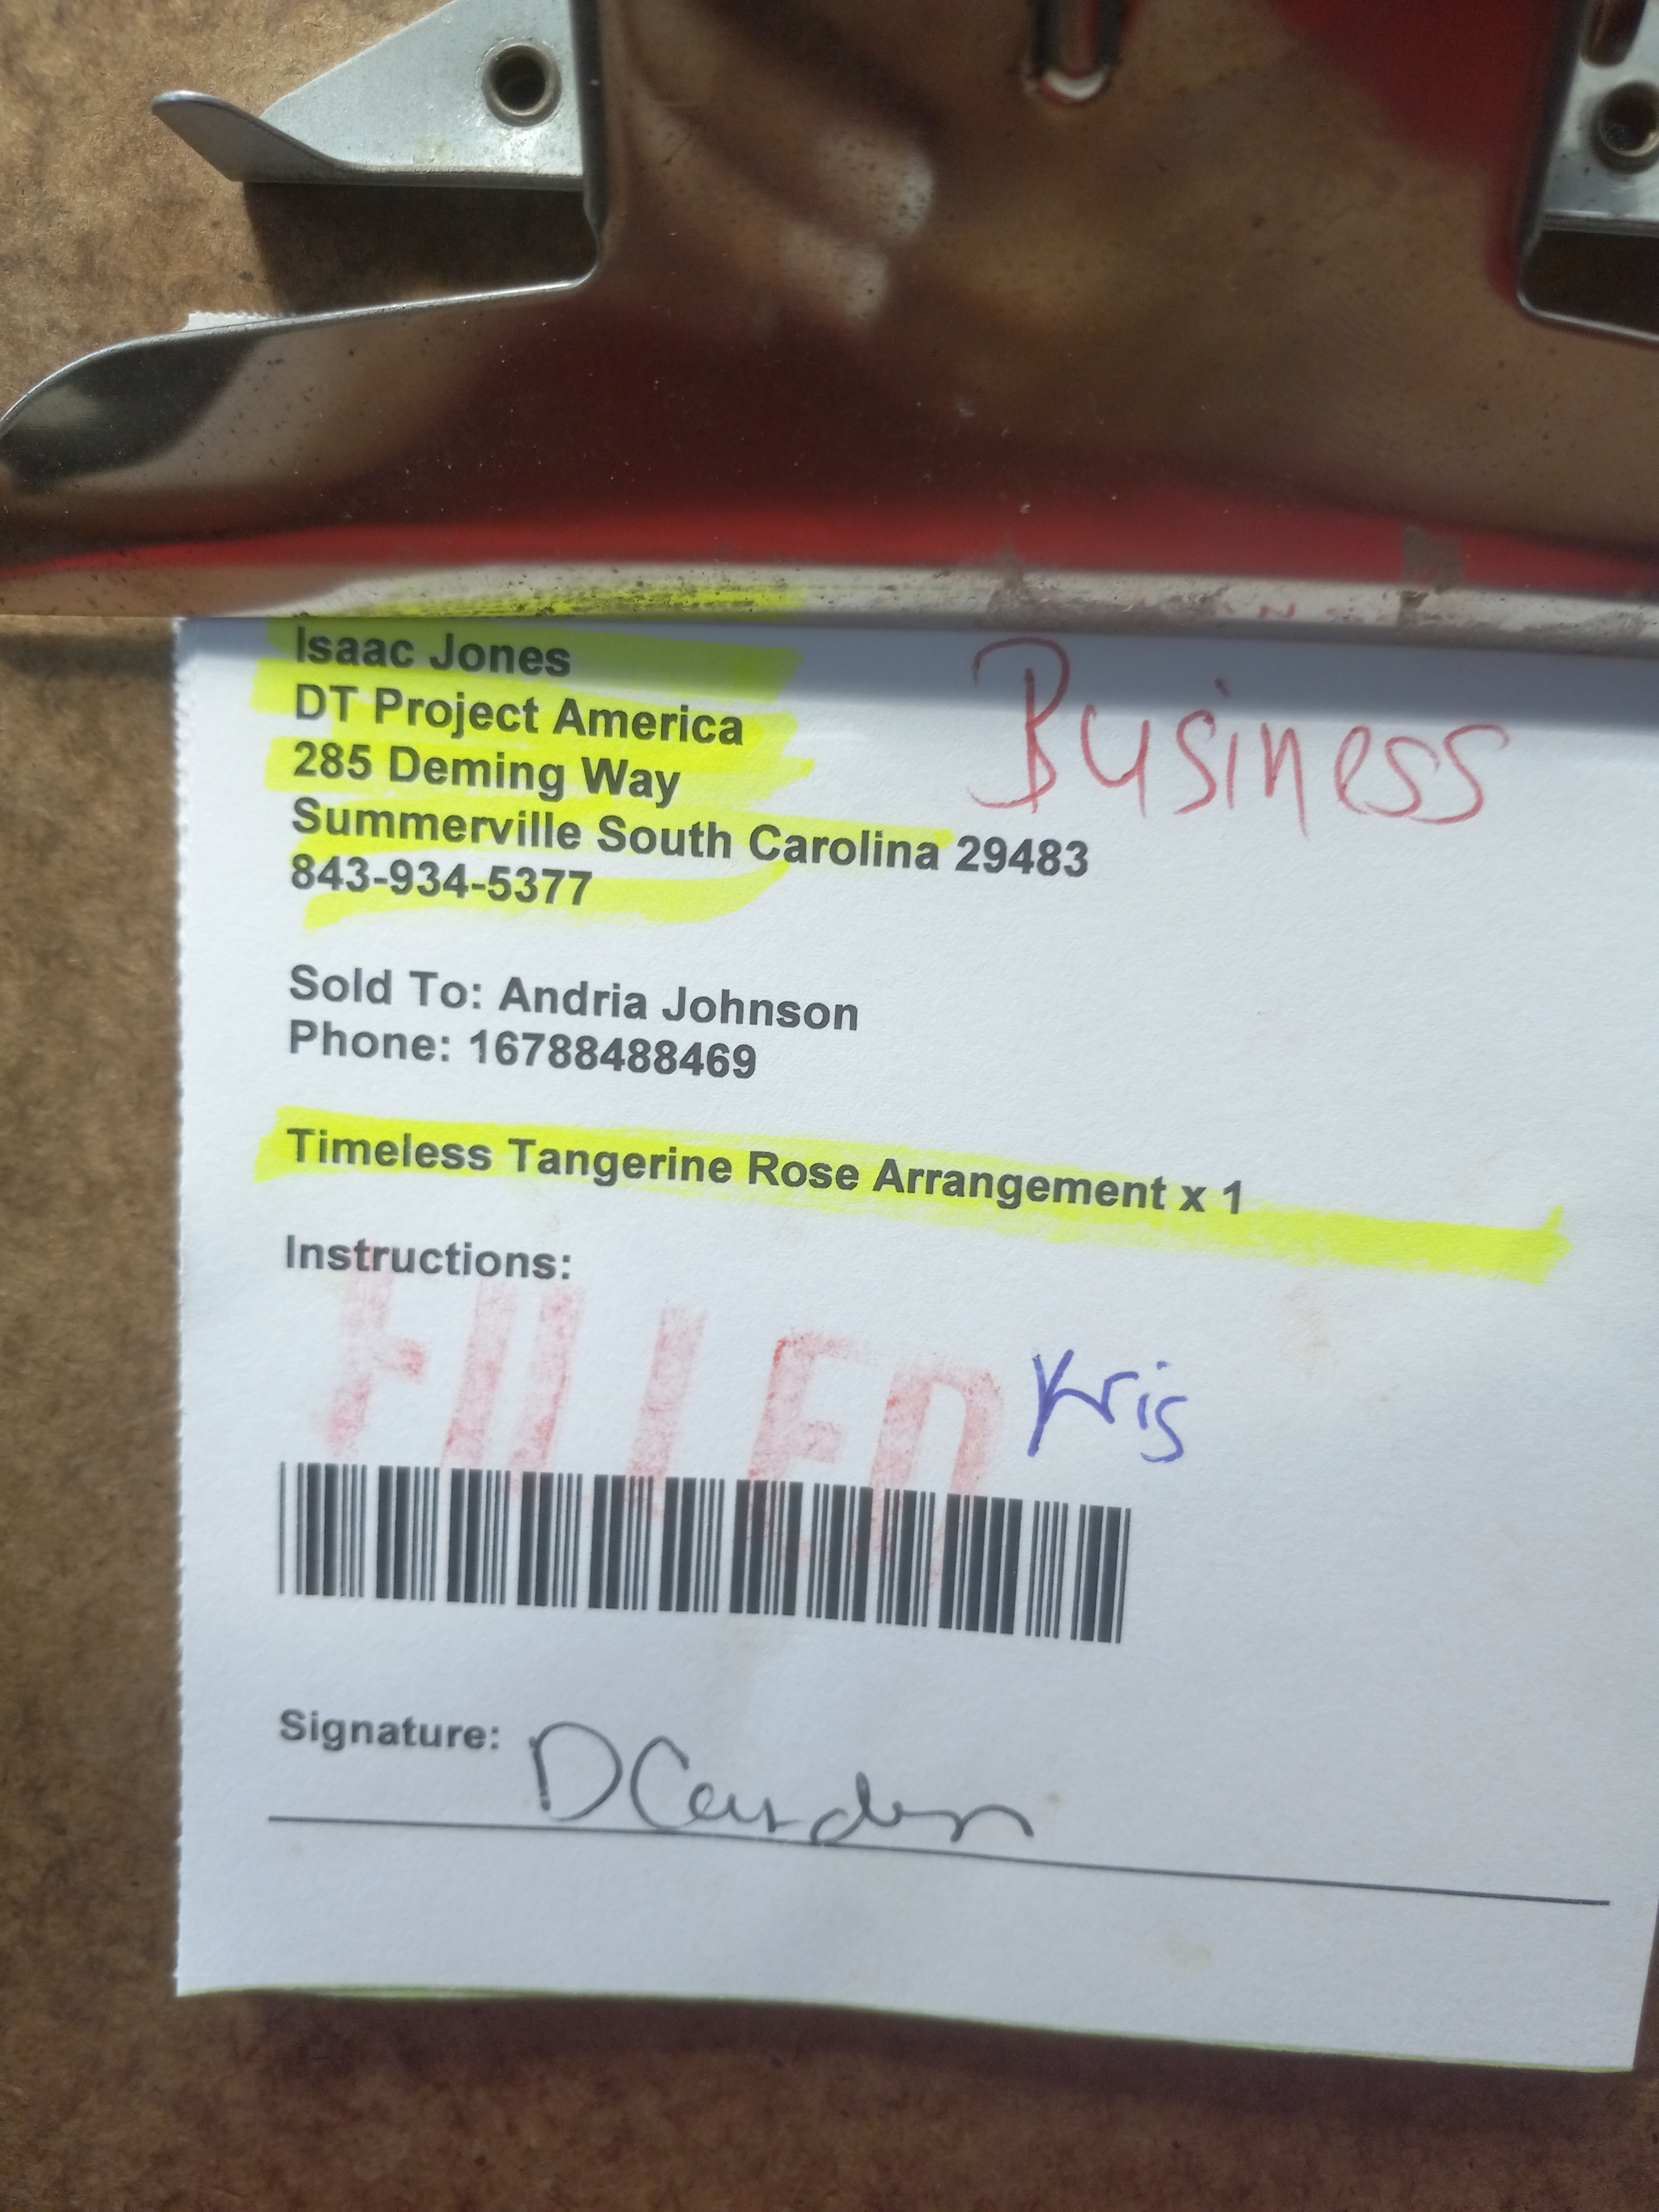 Isaac Jones
DT Project America
285 Deming Way
Summerville South Carolina 29483
843-934-5377
Business
Sold To: Andria Johnson
Phone: 16788488469
Timeless Tangerine Rose Arrangement x 1
Instructions:
FILLED
Kris
Signature: